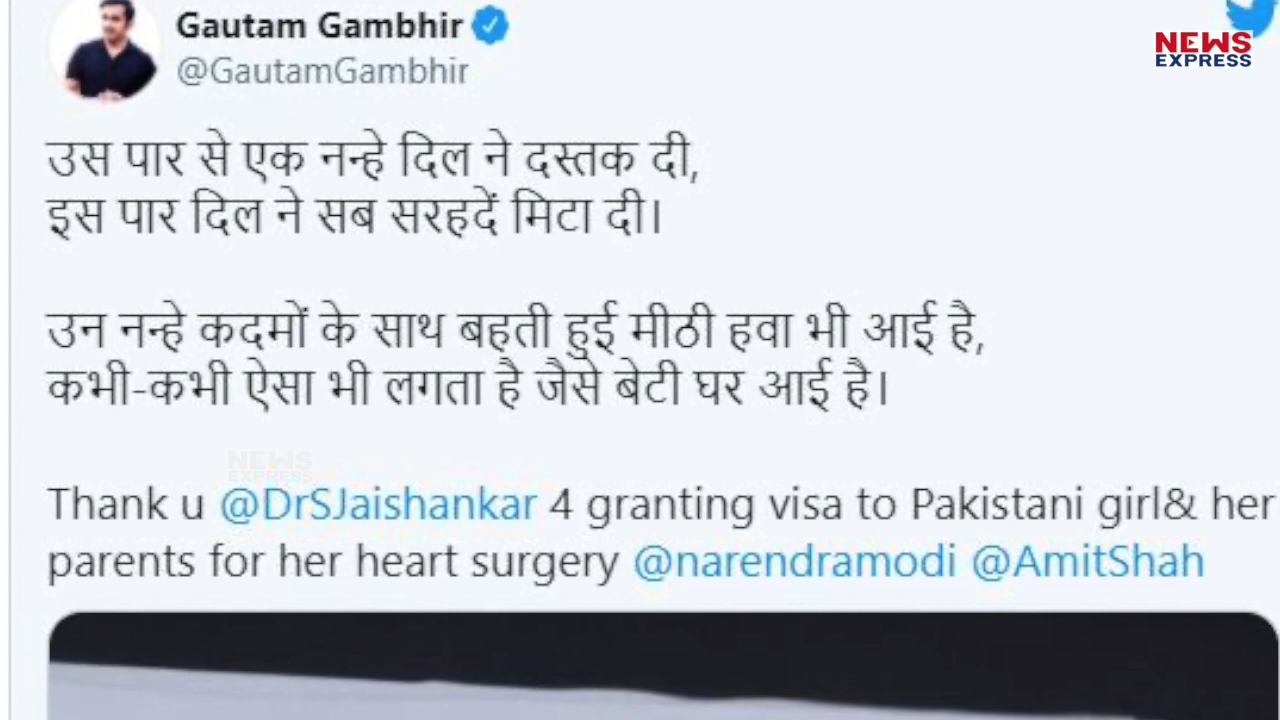 Gautam Gambhir
@GautamGambhir
NEWS
EXPRESS
उस पार से एक नन्हे दिल ने दस्तक दी,
इस पार दिल ने सब सरहदें मिटा दी।
उन नन्हे कदमों के साथ बहती हुई मीठी हवा भी आई है,
कभी-कभी ऐसा भी लगता है जैसे बेटी घर आई है।
NEWS
EXPRESS
Thank u @DrSJaishankar 4 granting visa to Pakistani girl& her
parents for her heart surgery @narendramodi @AmitShah